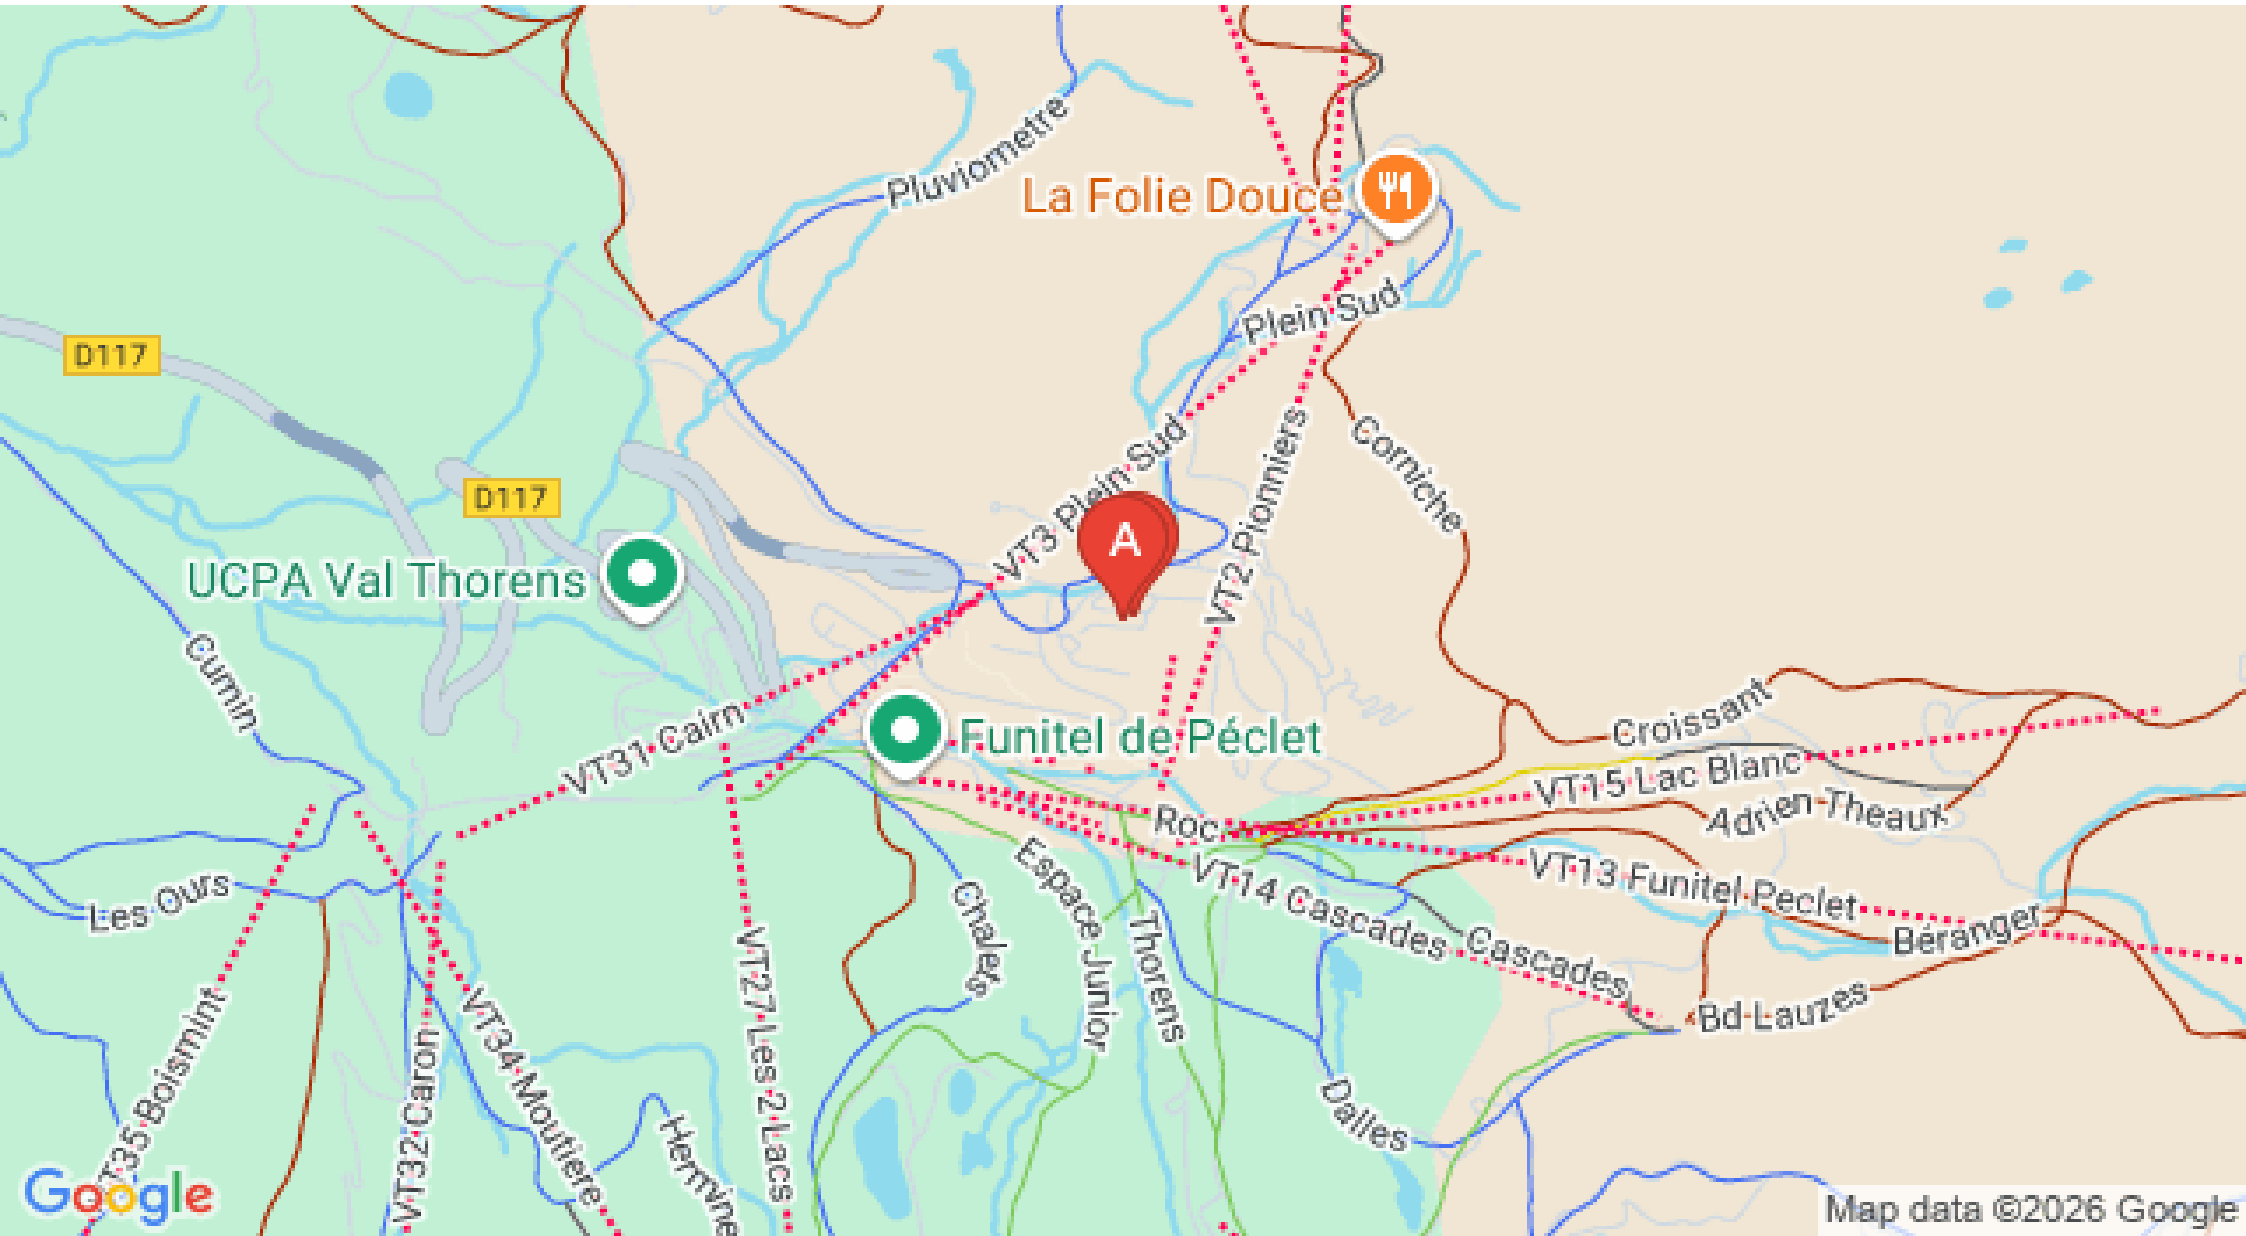 Pluviometre
La Folie Douce
Plein Sud
D117
Corniche
VT3 Plein Sud
VT2 Pionniers
D117
A
UCPA Val Thorens
Cumin
Croissant
VT31 Cairn
Funitel de Péclet
VT15 Lac Blanc
Roc
Adrien Theaux
VT13 Funitel Peclet
VT14 Cascades
Les Ours
Espace Junior
Chalets
Thorens
Cascades
Béranger
Bd Lauzes
VT27 Les 2 Lacs
VT34 Moutiere
VT32 Caron
T35 Boismint
Dalles
Google
Map data ©2026 Google